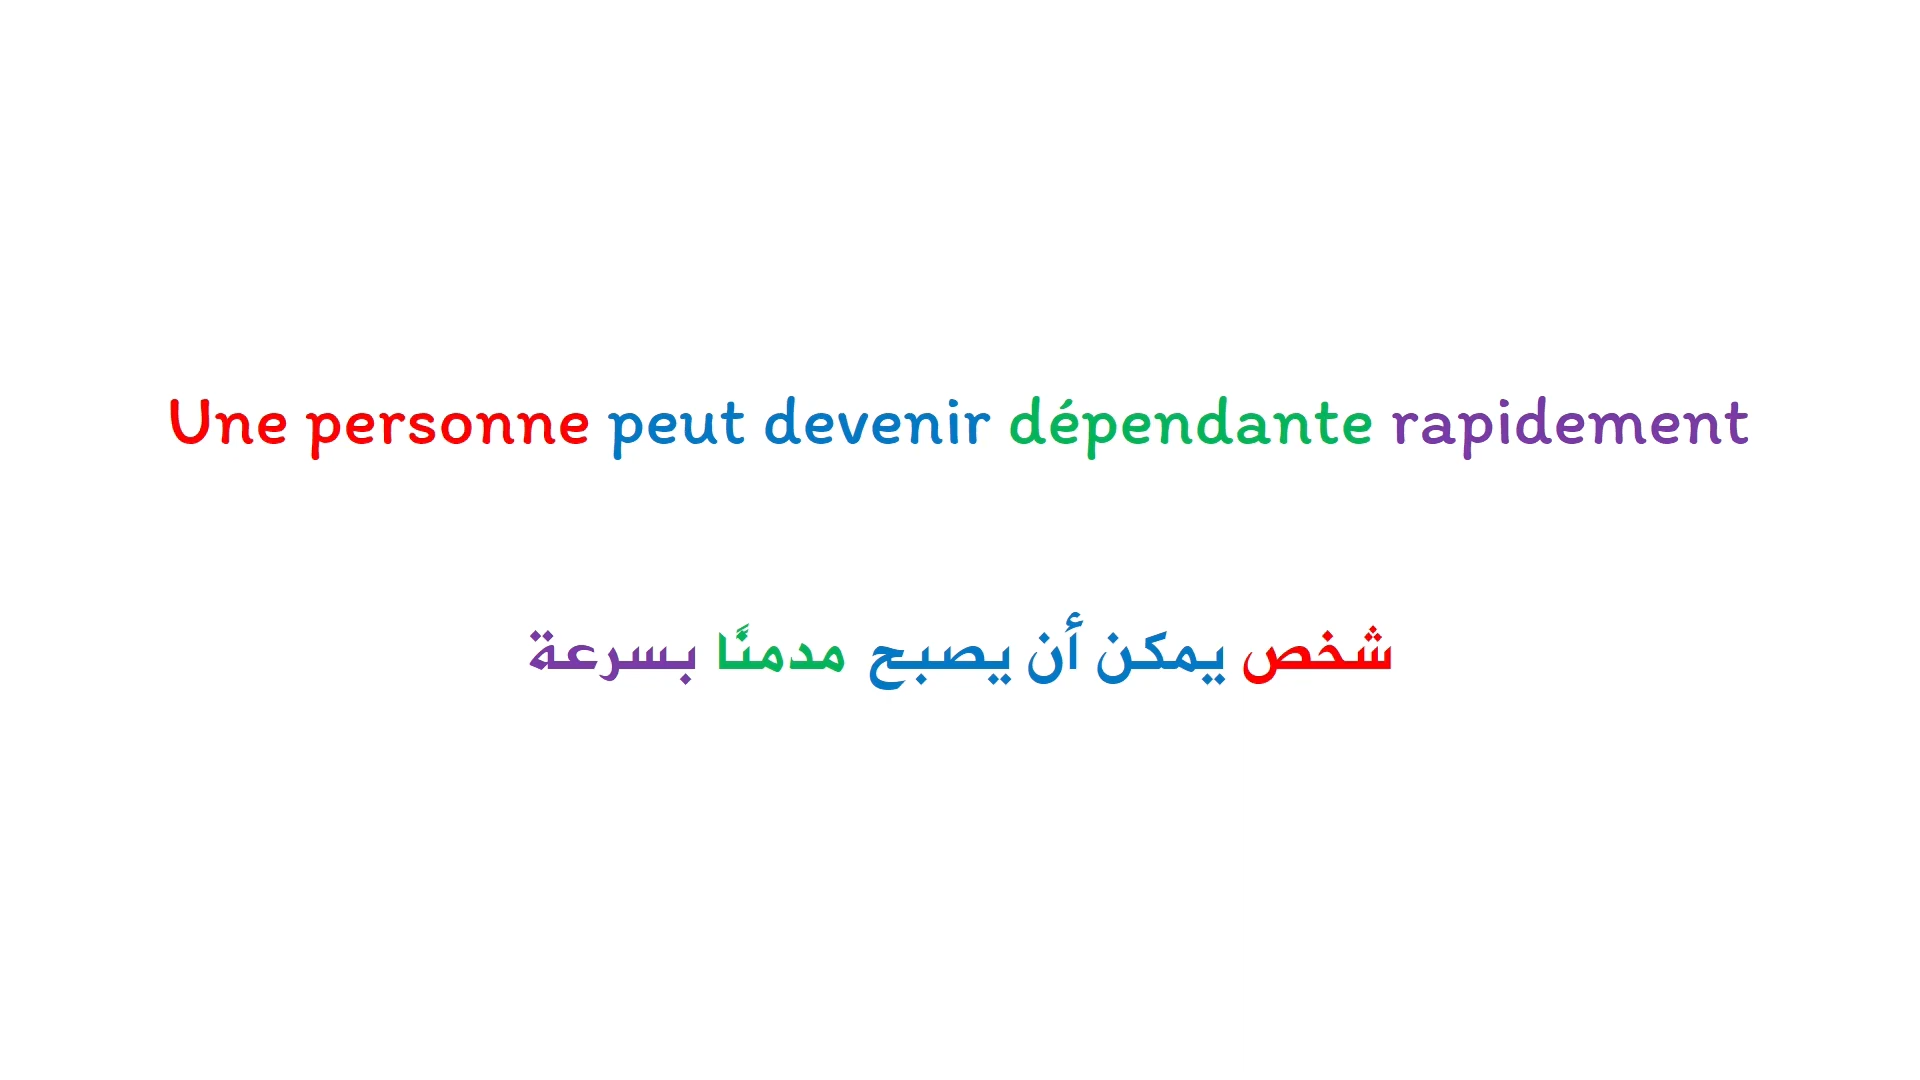 Une personne peut devenir dépendante rapidement
شخص يمكن أن يصبح مدمنًا بسرعة